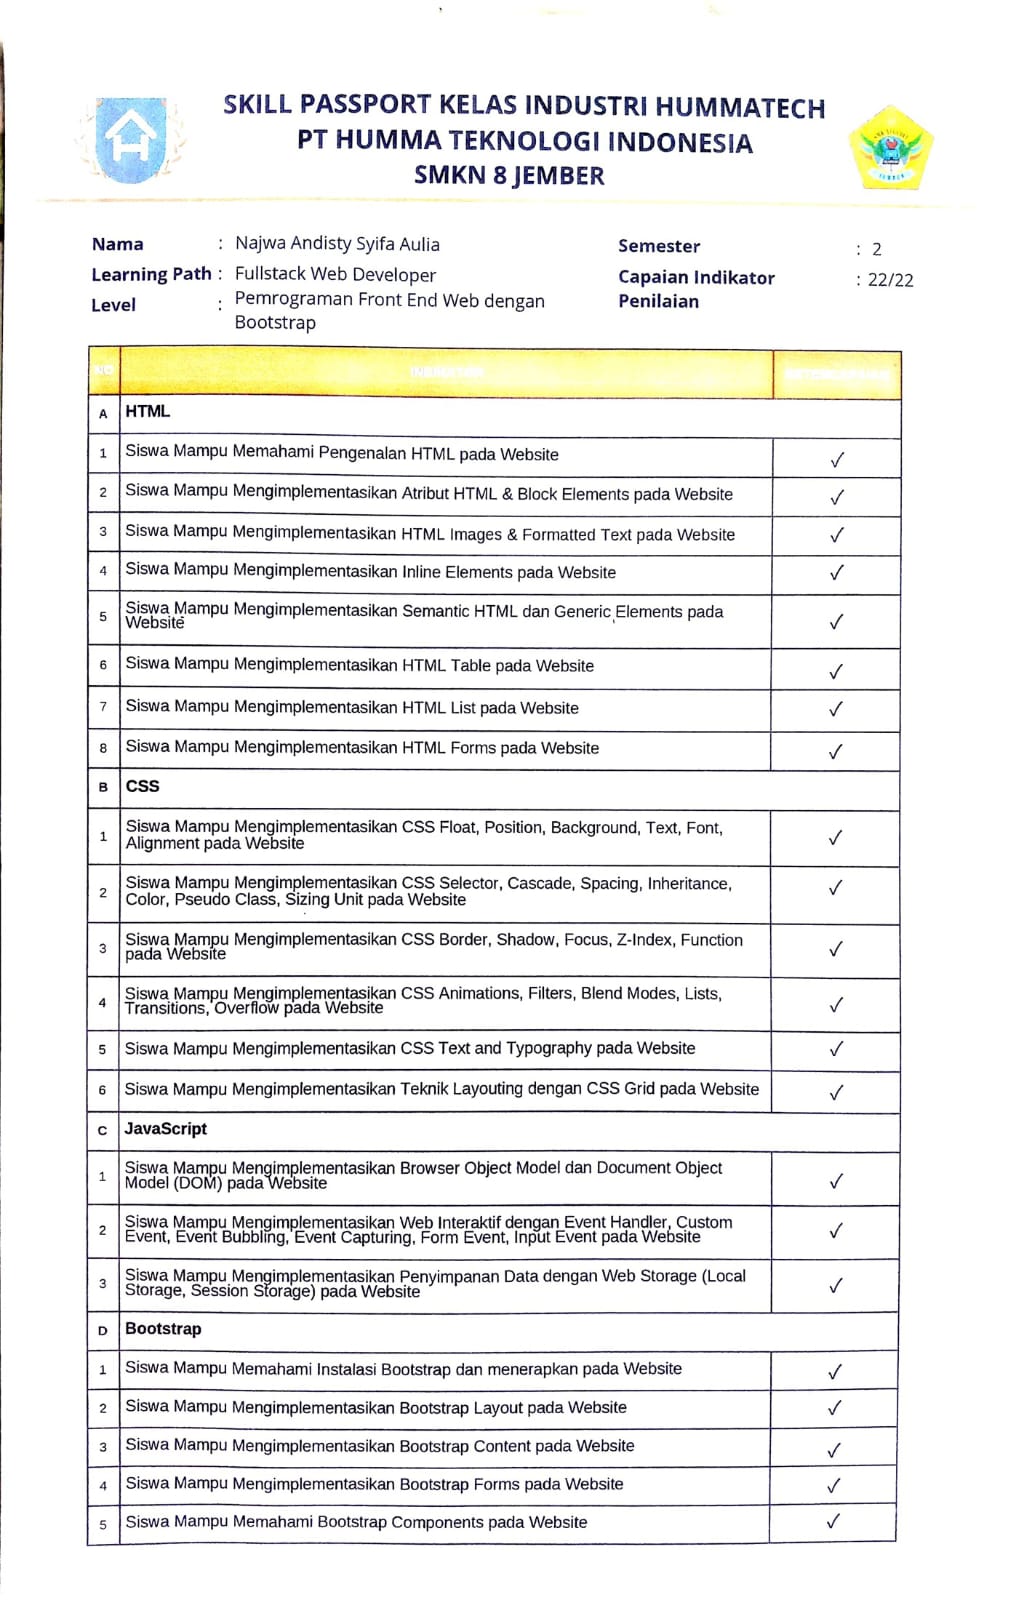 SKILL PASSPORT KELAS INDUSTRI HUMMATECH
PT HUMMA TEKNOLOGI INDONESIA
SMKN 8 JEMBER
Nama : Najwa Andisty Syifa Aulia
Semester : 2
Learning Path : Fullstack Web Developer
Capaian Indikator Penilaian : 22/22
Level : Pemrograman Front End Web dengan
Bootstrap
NO
A HTML
1 Siswa Mampu Memahami Pengenalan HTML pada Website ✓
2 Siswa Mampu Mengimplementasikan Atribut HTML & Block Elements pada Website ✓
3 Siswa Mampu Mengimplementasikan HTML Images & Formatted Text pada Website ✓
4 Siswa Mampu Mengimplementasikan Inline Elements pada Website ✓
5 Siswa Mampu Mengimplementasikan Semantic HTML dan Generic Elements pada
Website ✓
6 Siswa Mampu Mengimplementasikan HTML Table pada Website ✓
7 Siswa Mampu Mengimplementasikan HTML List pada Website ✓
8 Siswa Mampu Mengimplementasikan HTML Forms pada Website ✓
B CSS
1 Siswa Mampu Mengimplementasikan CSS Float, Position, Background, Text, Font,
Alignment pada Website ✓
2 Siswa Mampu Mengimplementasikan CSS Selector, Cascade, Spacing, Inheritance,
Color, Pseudo Class, Sizing Unit pada Website ✓
3 Siswa Mampu Mengimplementasikan CSS Border, Shadow, Focus, Z-Index, Function
pada Website ✓
4 Siswa Mampu Mengimplementasikan CSS Animations, Filters, Blend Modes, Lists,
Transitions, Overflow pada Website ✓
5 Siswa Mampu Mengimplementasikan CSS Text and Typography pada Website ✓
6 Siswa Mampu Mengimplementasikan Teknik Layouting dengan CSS Grid pada Website ✓
C JavaScript
1 Siswa Mampu Mengimplementasikan Browser Object Model dan Document Object
Model (DOM) pada Website ✓
2 Siswa Mampu Mengimplementasikan Web Interaktif dengan Event Handler, Custom
Event, Event Bubbling, Event Capturing, Form Event, Input Event pada Website ✓
3 Siswa Mampu Mengimplementasikan Penyimpanan Data dengan Web Storage (Local
Storage, Session Storage) pada Website ✓
D Bootstrap
1 Siswa Mampu Memahami Instalasi Bootstrap dan menerapkan pada Website ✓
2 Siswa Mampu Mengimplementasikan Bootstrap Layout pada Website ✓
3 Siswa Mampu Mengimplementasikan Bootstrap Content pada Website ✓
4 Siswa Mampu Mengimplementasikan Bootstrap Forms pada Website ✓
5 Siswa Mampu Memahami Bootstrap Components pada Website ✓